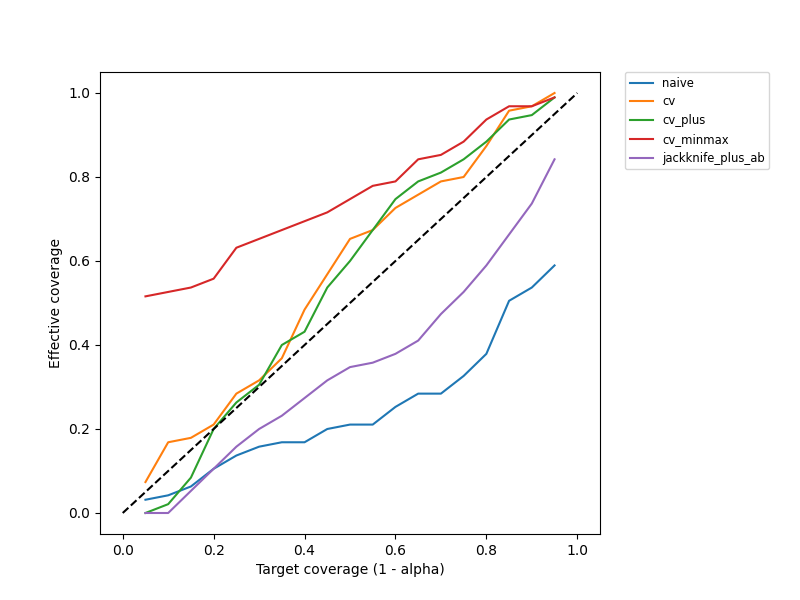 naive
cv
cv_plus
cv_minmax
jackknife_plus_ab
Effective coverage
1.0
0.8
0.6
0.4
0.2
0.0
0.0 0.2 0.4 0.6 0.8 1.0
Target coverage (1 - alpha)